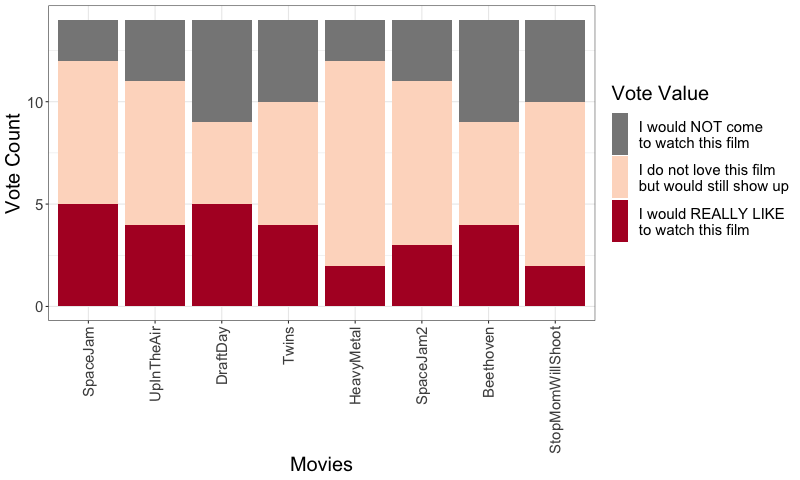 Vote Count
10
5
0
SpaceJam
UpInTheAir
DraftDay
Twins
HeavyMetal
SpaceJam2
Beethoven
StopMomWillShoot
Movies
Vote Value
I would NOT come
to watch this film
I do not love this film
but would still show up
I would REALLY LIKE
to watch this film